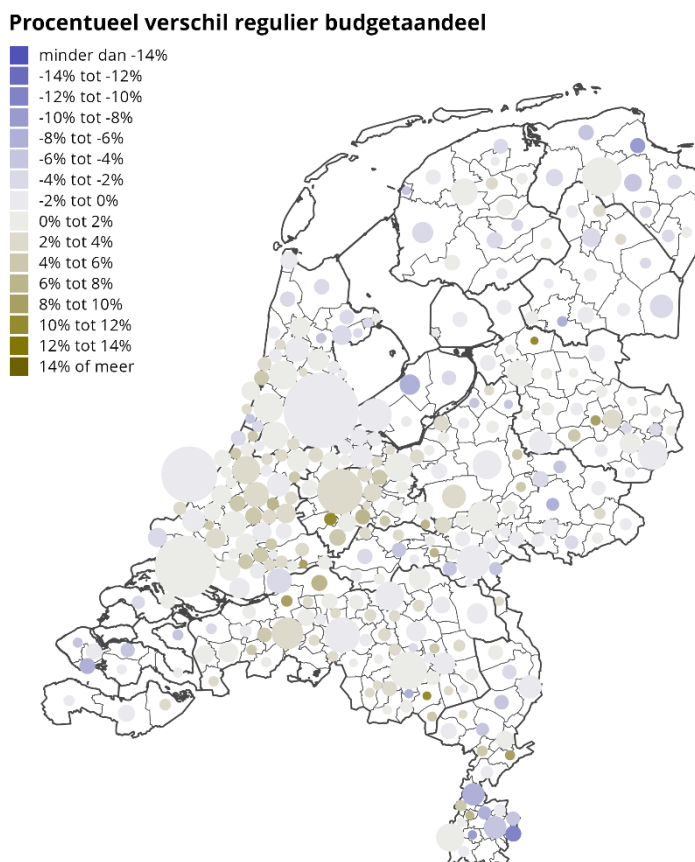 Procentueel verschil regulier budgetaandeel
minder dan -14%
-14% tot -12%
-12% tot -10%
-10% tot -8%
-8% tot -6%
-6% tot -4%
-4% tot -2%
-2% tot 0%
0% tot 2%
2% tot 4%
4% tot 6%
6% tot 8%
8% tot 10%
10% tot 12%
12% tot 14%
14% of meer